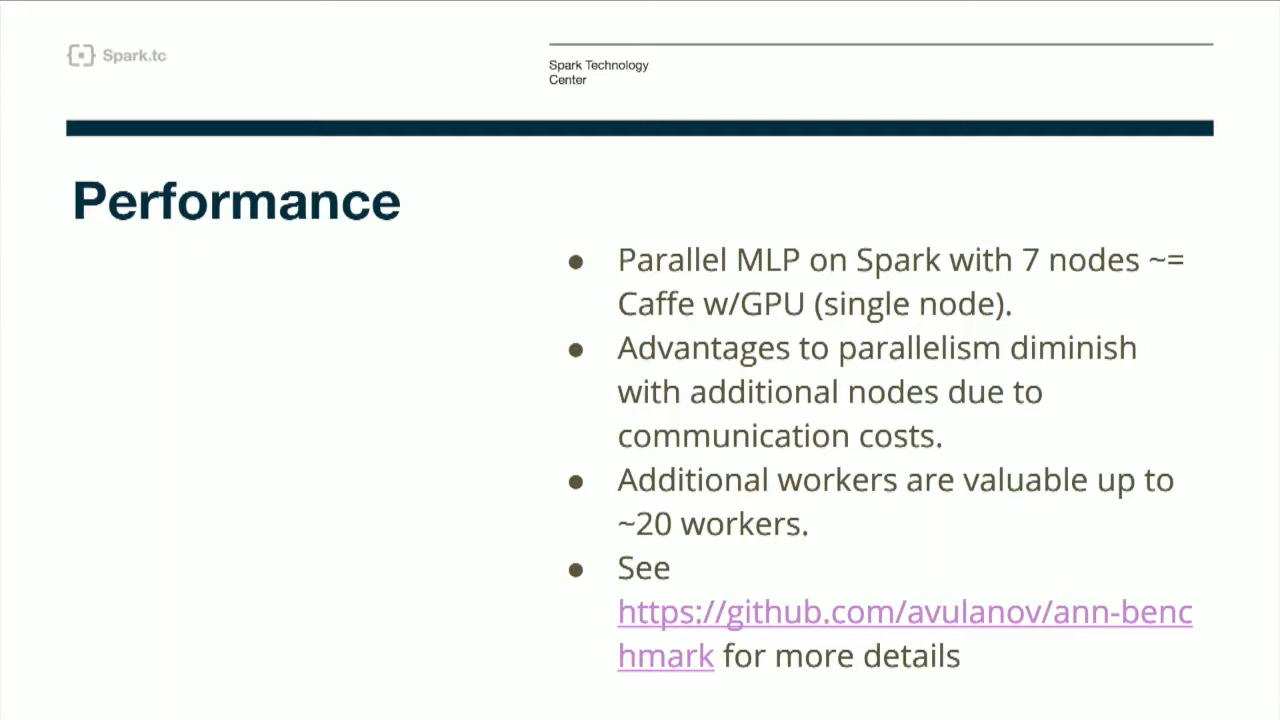 Spark.tc
Spark Technology
Center
Performance
● Parallel MLP on Spark with 7 nodes ~=
Caffe w/GPU (single node).
● Advantages to parallelism diminish
with additional nodes due to
communication costs.
● Additional workers are valuable up to
~20 workers.
● See
https://github.com/avulanov/ann-benc
hmark for more details